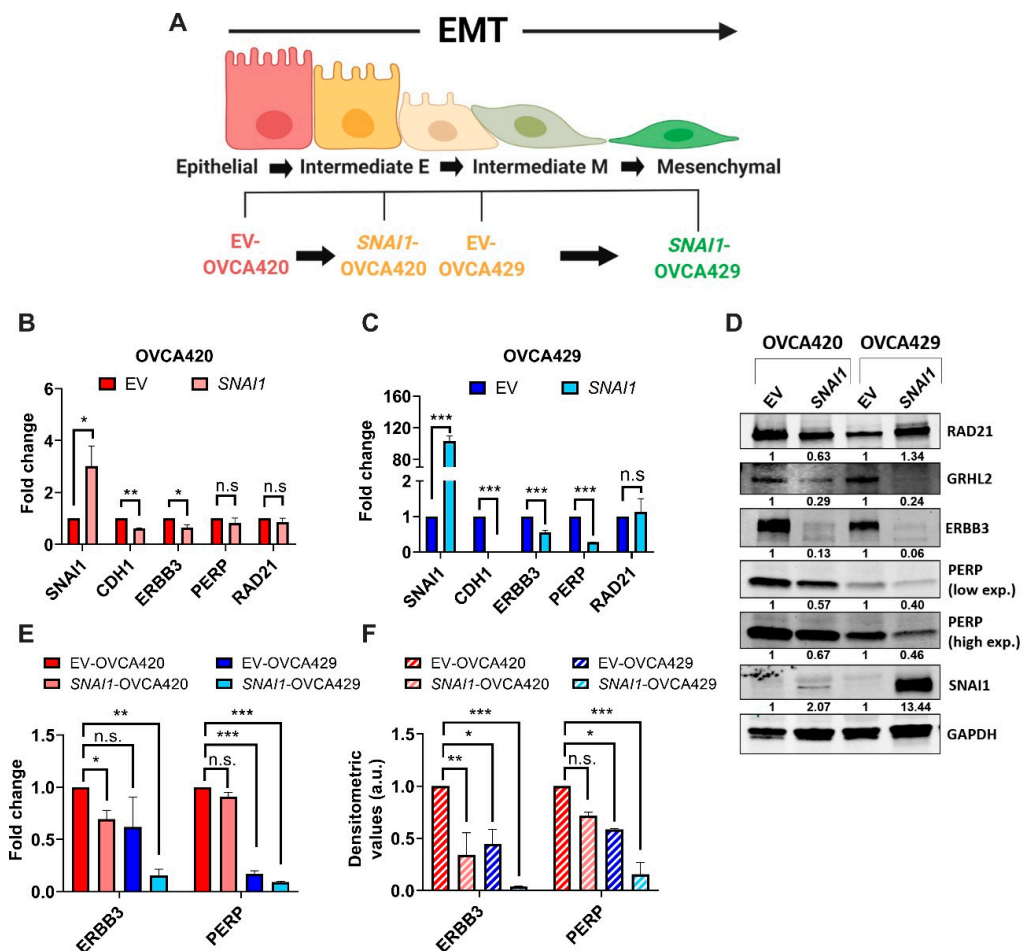 A
EMT
Epithelial Intermediate E Intermediate M Mesenchymal
EV- SNAI1- EV- SNAI1-
OVCA420 OVCA420 OVCA429 OVCA429
B
OVCA420
EV SNAI1
Fold change
6
4
2
0
* ** * n.s n.s
SNAI1 CDH1 ERBB3 PERP RAD21
C
OVCA429
EV SNAI1
Fold change
120
100
80
60
2
1
0
*** *** *** *** n.s
SNAI1 CDH1 ERBB3 PERP RAD21
D
OVCA420 OVCA429
EV SNAI1 EV SNAI1
RAD21
1 0.63 1 1.34
GRHL2
1 0.29 1 0.24
ERBB3
1 0.13 1 0.06
PERP
(low exp.)
1 0.57 1 0.40
PERP
(high exp.)
1 0.67 1 0.46
SNAI1
1 2.07 1 13.44
GAPDH
E
EV-OVCA420 EV-OVCA429
SNAI1-OVCA420 SNAI1-OVCA429
Fold change
1.5
1.0
0.5
0.0
** ***
n.s. ***
* n.s.
ERBB3 PERP
F
EV-OVCA420 EV-OVCA429
SNAI1-OVCA420 SNAI1-OVCA429
Densitometric
values (a.u.)
1.5
1.0
0.5
0.0
*** ***
* *
** n.s.
ERBB3 PERP